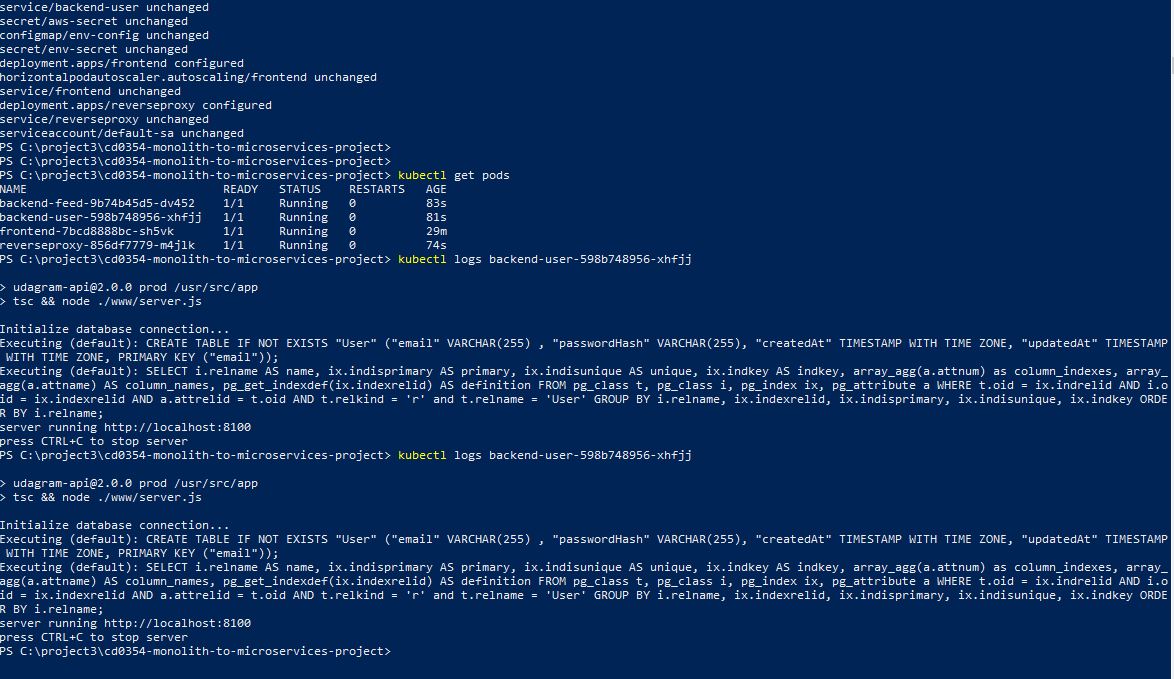 service/backend-user unchanged
secret/aws-secret unchanged
configmap/env-config unchanged
secret/env-secret unchanged
deployment.apps/frontend configured
horizontalpodautoscaler.autoscaling/frontend unchanged
service/frontend unchanged
deployment.apps/reverseproxy configured
service/reverseproxy unchanged
serviceaccount/default-sa unchanged
PS C:\project3\cd0354-monolith-to-microservices-project>
PS C:\project3\cd0354-monolith-to-microservices-project>
PS C:\project3\cd0354-monolith-to-microservices-project> kubectl get pods
NAME                            READY   STATUS    RESTARTS   AGE
backend-feed-9b74b45d5-dv452    1/1     Running   0          83s
backend-user-598b748956-xhfjj   1/1     Running   0          81s
frontend-7bcd8888bc-sh5vk       1/1     Running   0          29m
reverseproxy-856df7779-m4jlk    1/1     Running   0          74s
PS C:\project3\cd0354-monolith-to-microservices-project> kubectl logs backend-user-598b748956-xhfjj
> udagram-api@2.0.0 prod /usr/src/app
> tsc && node ./www/server.js
Initialize database connection...
Executing (default): CREATE TABLE IF NOT EXISTS "User" ("email" VARCHAR(255) , "passwordHash" VARCHAR(255), "createdAt" TIMESTAMP WITH TIME ZONE, "updatedAt" TIMESTAMP
 WITH TIME ZONE, PRIMARY KEY ("email"));
Executing (default): SELECT i.relname AS name, ix.indisprimary AS primary, ix.indisunique AS unique, ix.indkey AS indkey, array_agg(a.attnum) as column_indexes, array_
agg(a.attname) AS column_names, pg_get_indexdef(ix.indexrelid) AS definition FROM pg_class t, pg_class i, pg_index ix, pg_attribute a WHERE t.oid = ix.indrelid AND i.o
id = ix.indexrelid AND a.attrelid = t.oid AND t.relkind = 'r' and t.relname = 'User' GROUP BY i.relname, ix.indexrelid, ix.indisprimary, ix.indisunique, ix.indkey ORDE
R BY i.relname;
server running http://localhost:8100
press CTRL+C to stop server
PS C:\project3\cd0354-monolith-to-microservices-project> kubectl logs backend-user-598b748956-xhfjj
> udagram-api@2.0.0 prod /usr/src/app
> tsc && node ./www/server.js
Initialize database connection...
Executing (default): CREATE TABLE IF NOT EXISTS "User" ("email" VARCHAR(255) , "passwordHash" VARCHAR(255), "createdAt" TIMESTAMP WITH TIME ZONE, "updatedAt" TIMESTAMP
 WITH TIME ZONE, PRIMARY KEY ("email"));
Executing (default): SELECT i.relname AS name, ix.indisprimary AS primary, ix.indisunique AS unique, ix.indkey AS indkey, array_agg(a.attnum) as column_indexes, array_
agg(a.attname) AS column_names, pg_get_indexdef(ix.indexrelid) AS definition FROM pg_class t, pg_class i, pg_index ix, pg_attribute a WHERE t.oid = ix.indrelid AND i.o
id = ix.indexrelid AND a.attrelid = t.oid AND t.relkind = 'r' and t.relname = 'User' GROUP BY i.relname, ix.indexrelid, ix.indisprimary, ix.indisunique, ix.indkey ORDE
R BY i.relname;
server running http://localhost:8100
press CTRL+C to stop server
PS C:\project3\cd0354-monolith-to-microservices-project>